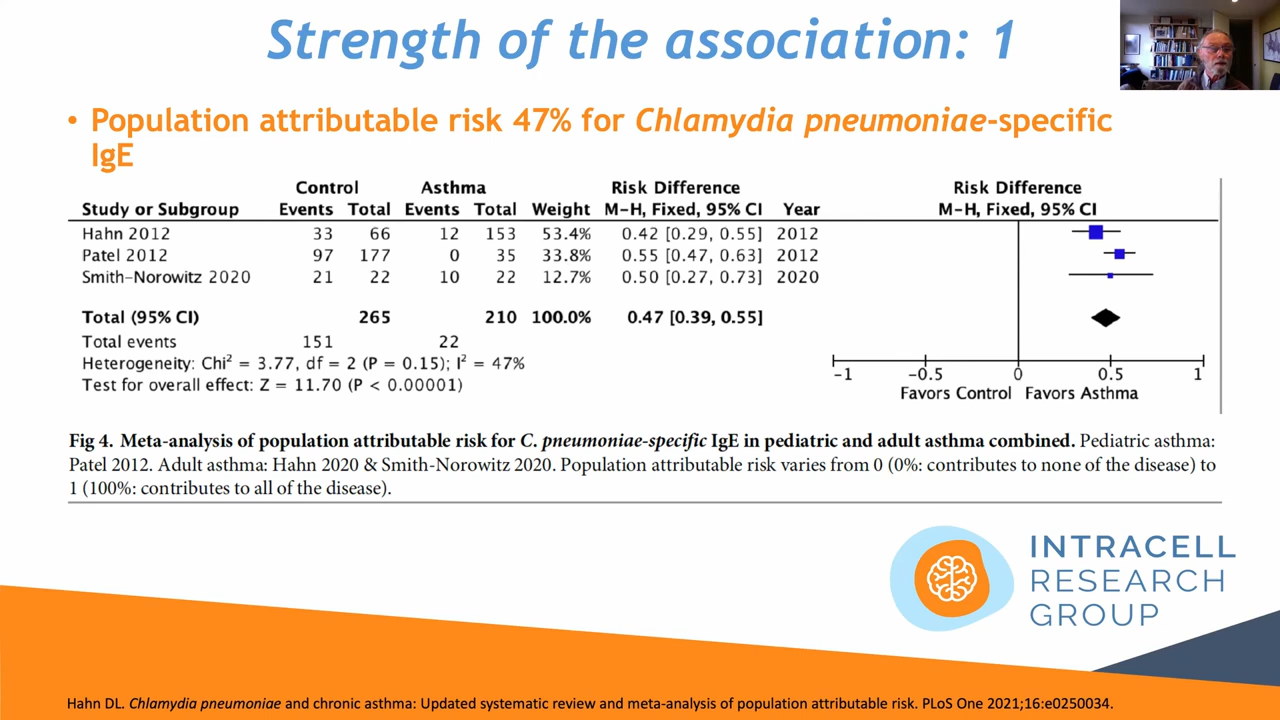 Strength of the association: 1
• Population attributable risk 47% for Chlamydia pneumoniae-specific
IgE
Control Asthma Risk Difference Risk Difference
Study or Subgroup Events Total Events Total Weight M-H, Fixed, 95% CI Year M-H, Fixed, 95% CI
Hahn 2012 33 66 12 153 53.4% 0.42 [0.29, 0.55] 2012
Patel 2012 97 177 0 35 33.8% 0.55 [0.47, 0.63] 2012
Smith-Norowitz 2020 21 22 10 22 12.7% 0.50 [0.27, 0.73] 2020
Total (95% CI) 265 210 100.0% 0.47 [0.39, 0.55]
Total events 151 22
Heterogeneity: Chi² = 3.77, df = 2 (P = 0.15); I² = 47%
Test for overall effect: Z = 11.70 (P < 0.00001)
-1 -0.5 0 0.5 1
Favors Control Favors Asthma
Fig 4. Meta-analysis of population attributable risk for C. pneumoniae-specific IgE in pediatric and adult asthma combined. Pediatric asthma:
Patel 2012. Adult asthma: Hahn 2020 & Smith-Norowitz 2020. Population attributable risk varies from 0 (0%: contributes to none of the disease) to
1 (100%: contributes to all of the disease).
INTRACELL
RESEARCH
GROUP
Hahn DL. Chlamydia pneumoniae and chronic asthma: Updated systematic review and meta-analysis of population attributable risk. PLoS One 2021;16:e0250034.